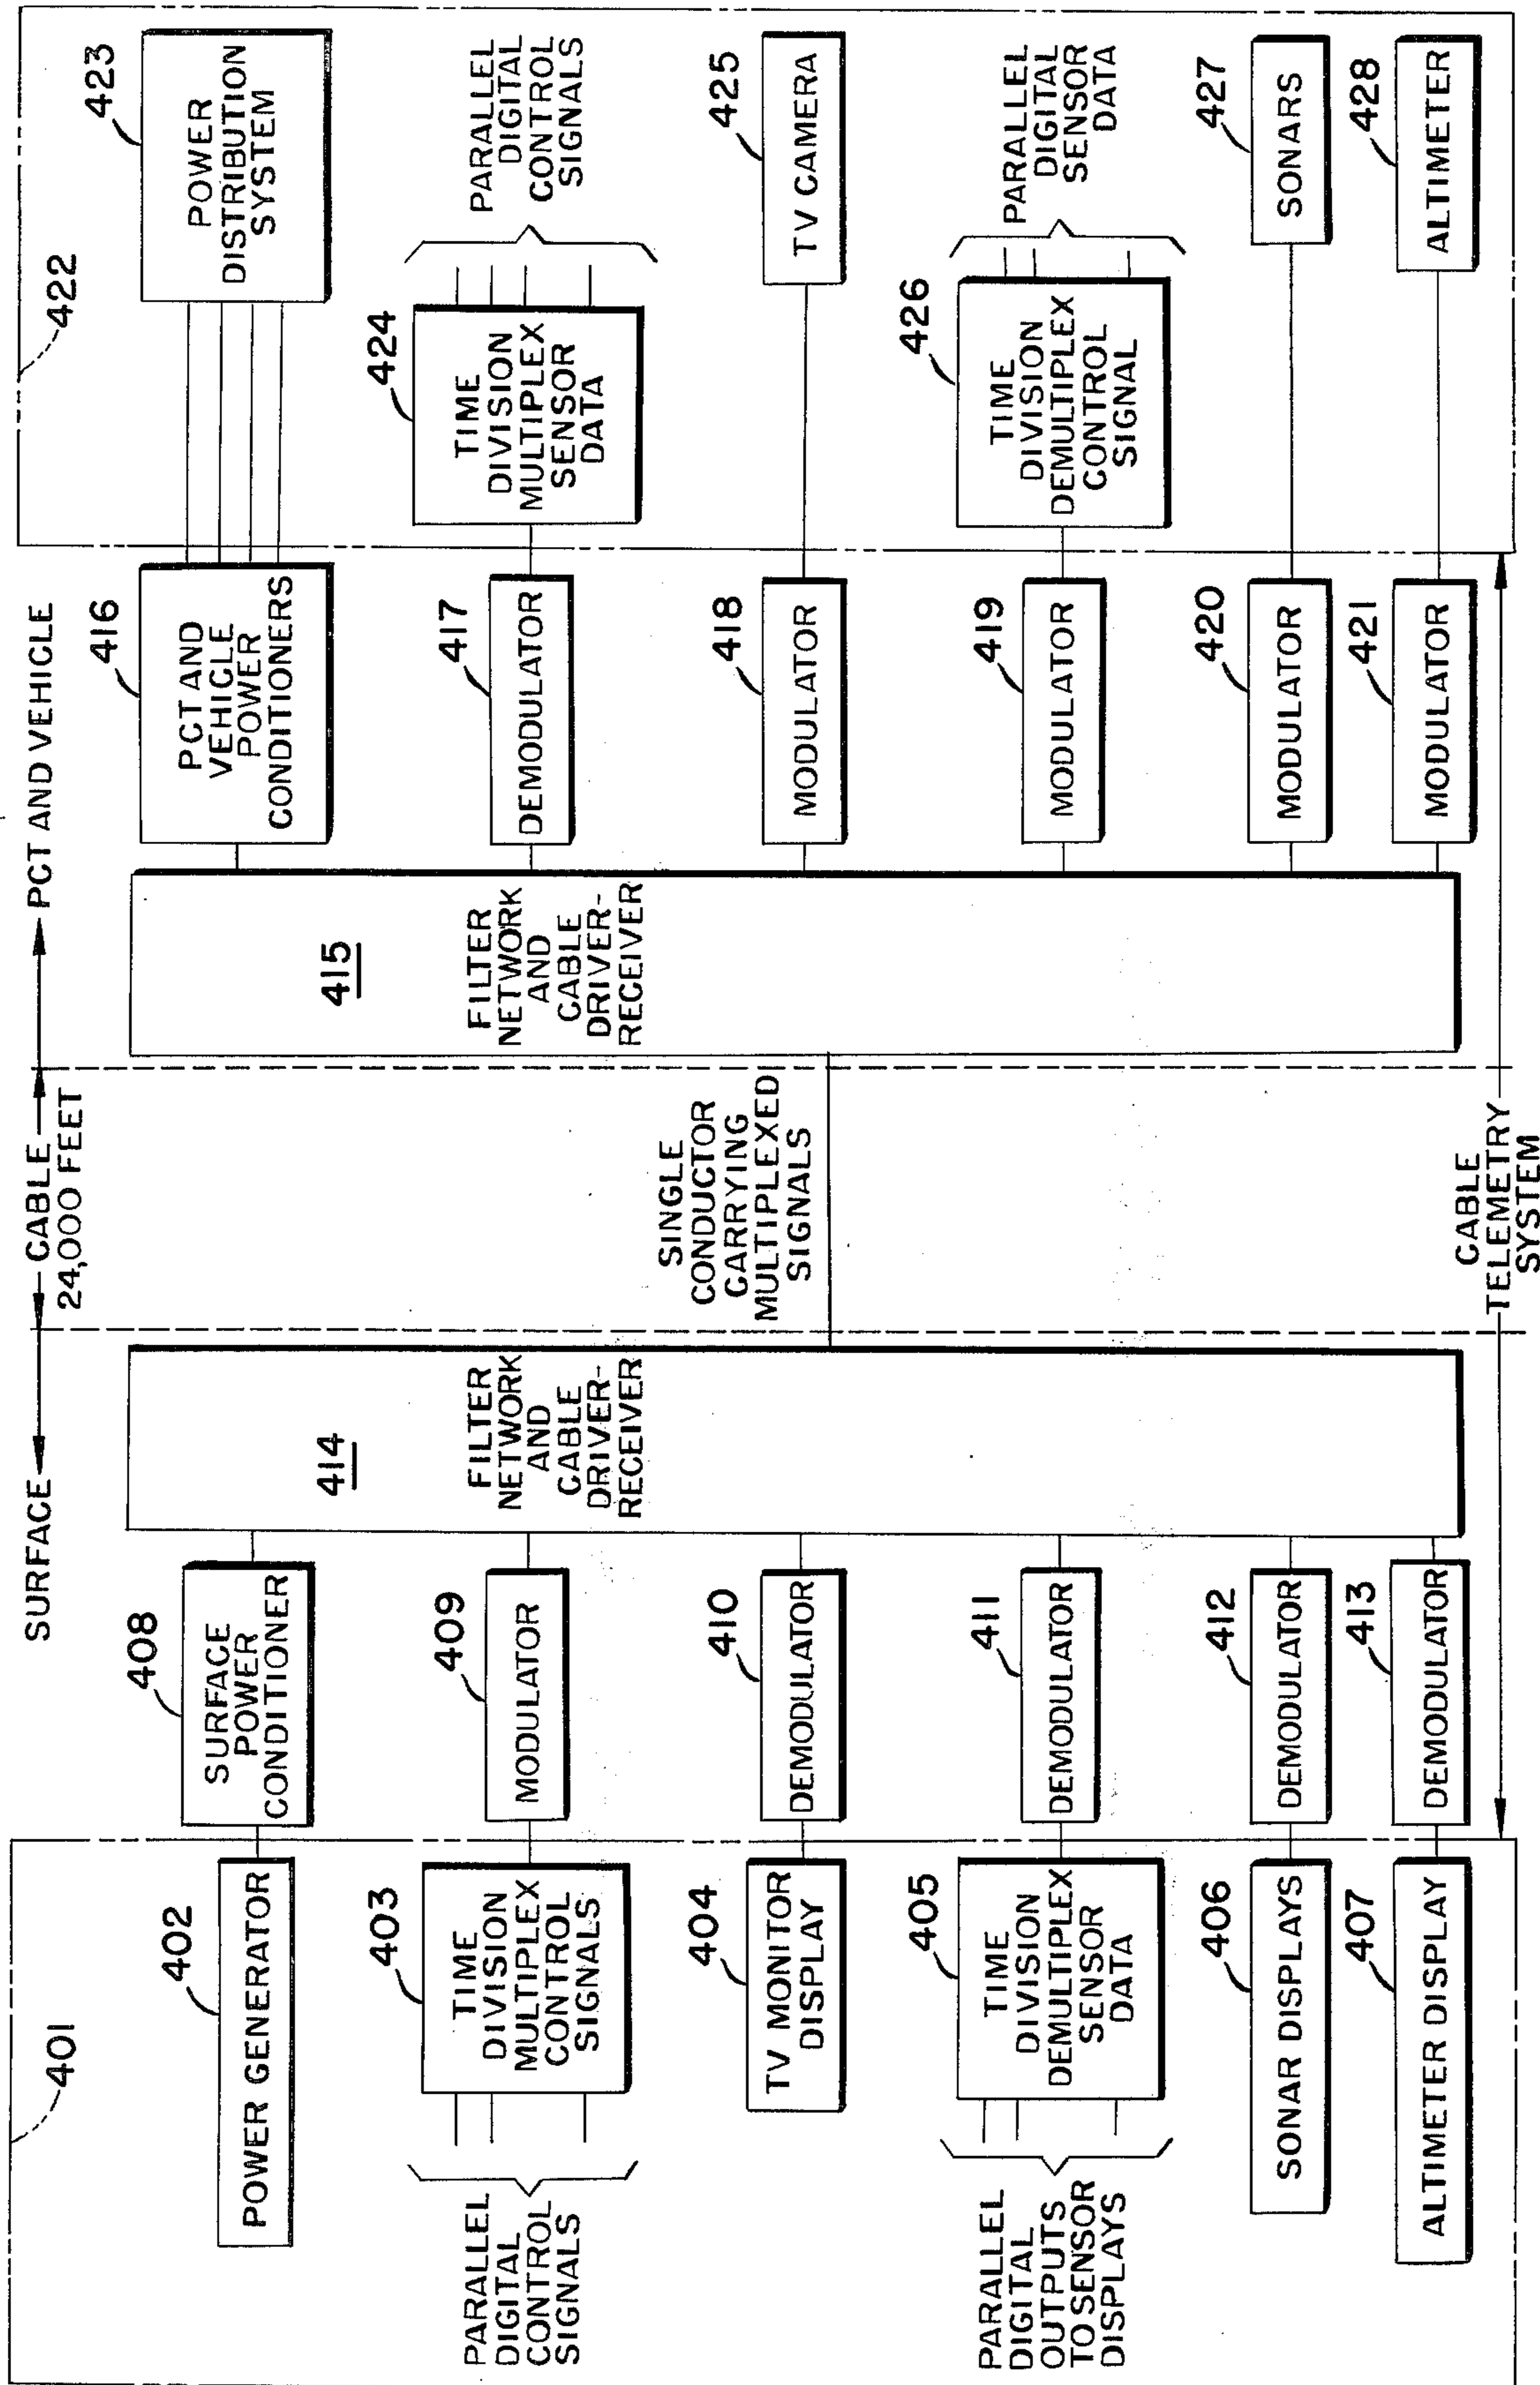 SURFACE
CABLE
24,000 FEET
PCT AND VEHICLE
401
402
POWER GENERATOR
408
SURFACE
POWER
CONDITIONER
414
FILTER
NETWORK
AND
CABLE
DRIVER-
RECEIVER
415
FILTER
NETWORK
AND
CABLE
DRIVER-
RECEIVER
416
PCT AND
VEHICLE
POWER
CONDITIONERS
422
423
POWER
DISTRIBUTION
SYSTEM
PARALLEL
DIGITAL
CONTROL
SIGNALS
403
TIME
DIVISION
MULTIPLEX
CONTROL
SIGNALS
409
MODULATOR
417
DEMODULATOR
424
TIME
DIVISION
MULTIPLEX
SENSOR
DATA
PARALLEL
DIGITAL
CONTROL
SIGNALS
404
TV MONITOR
DISPLAY
410
DEMODULATOR
SINGLE
CONDUCTOR
CARRYING
MULTIPLEXED
SIGNALS
418
MODULATOR
425
TV CAMERA
PARALLEL
DIGITAL
OUTPUTS
TO SENSOR
DISPLAYS
405
TIME
DIVISION
DEMULTIPLEX
SENSOR
DATA
411
DEMODULATOR
419
MODULATOR
426
TIME
DIVISION
DEMULTIPLEX
CONTROL
SIGNAL
PARALLEL
DIGITAL
SENSOR
DATA
406
SONAR DISPLAYS
412
DEMODULATOR
420
MODULATOR
427
SONARS
407
ALTIMETER DISPLAY
413
DEMODULATOR
421
MODULATOR
428
ALTIMETER
CABLE
TELEMETRY
SYSTEM